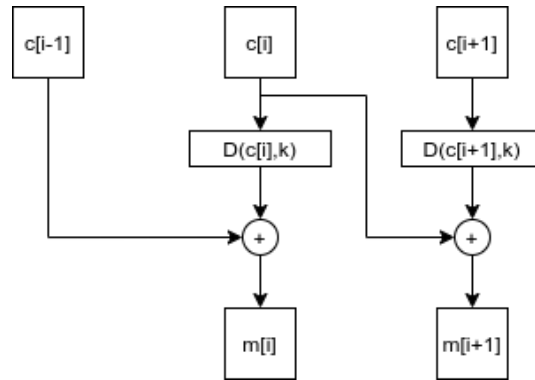 c[i-1]
c[i]
c[i+1]
D(c[i],k)
D(c[i+1],k)
+
+
m[i]
m[i+1]